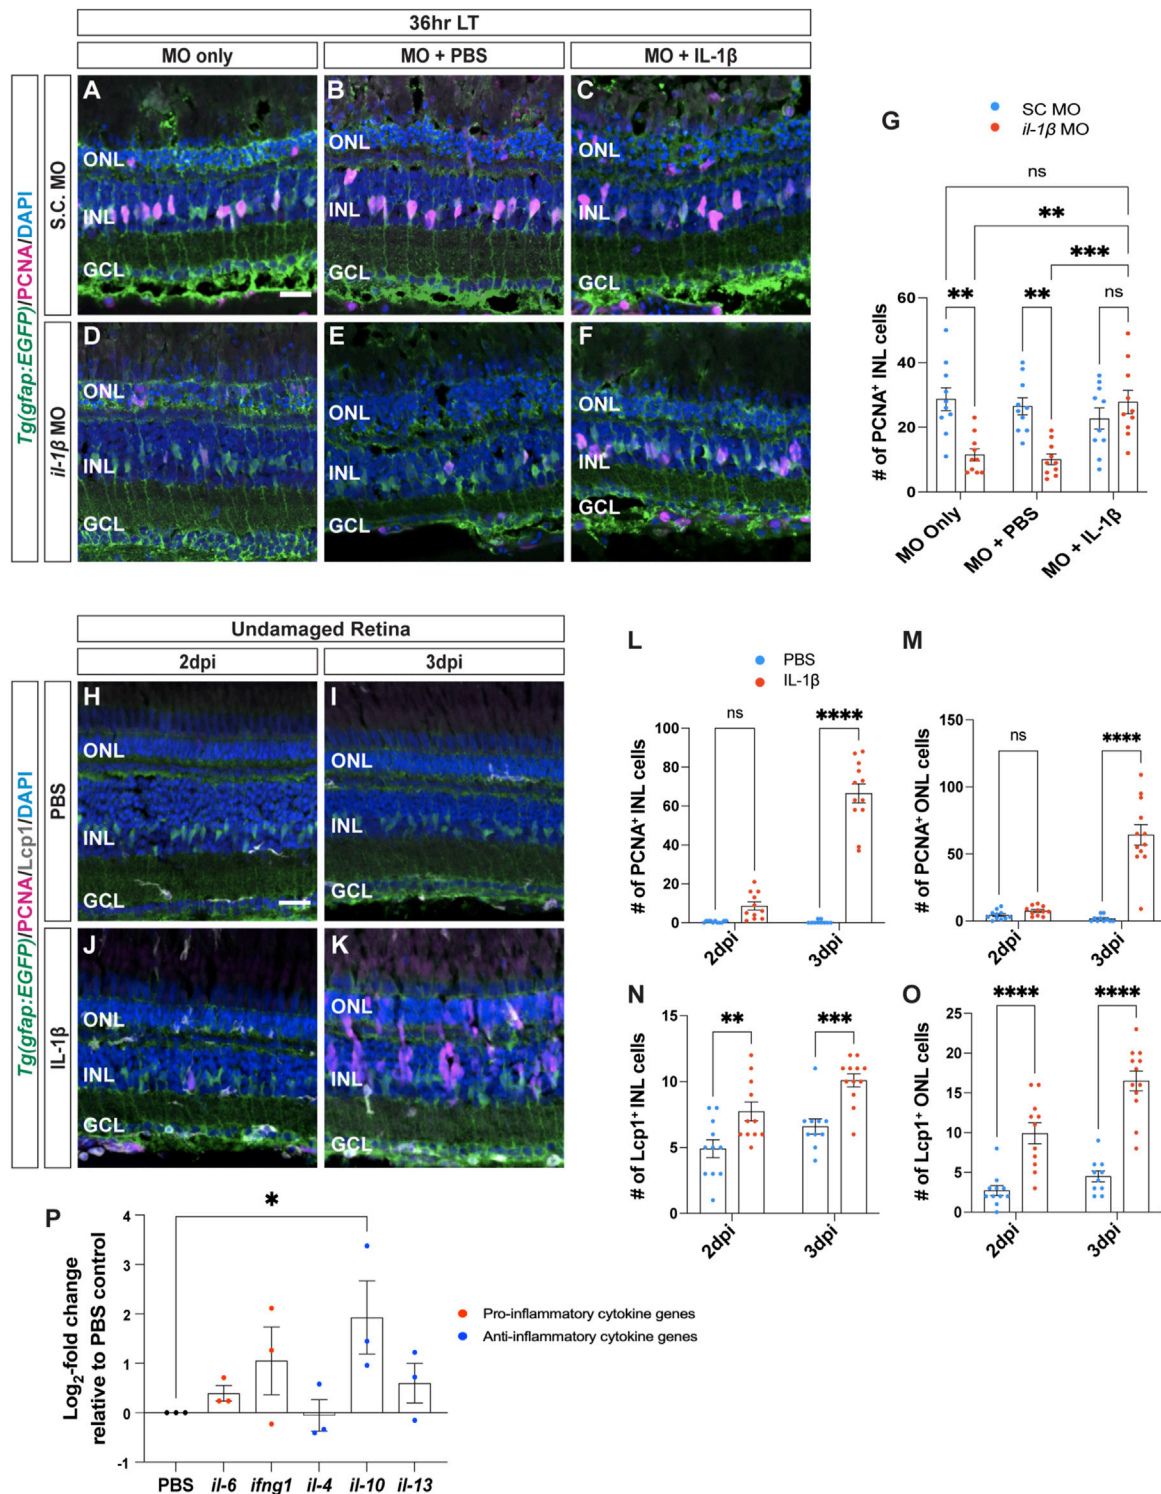 36hr LT
MO only
MO + PBS
MO + IL-1β
Tg(gfap:EGFP)/PCNA/DAPI
S.C. MO
il-1β MO
A
ONL
INL
GCL
B
ONL
INL
GCL
C
ONL
INL
GCL
D
ONL
INL
GCL
E
ONL
INL
GCL
F
ONL
INL
GCL
G
SC MO
il-1β MO
ns
**
***
**
**
ns
# of PCNA+ INL cells
60
40
20
0
MO Only
MO + PBS
MO + IL-1β
Undamaged Retina
2dpi
3dpi
Tg(gfap:EGFP)/PCNA/Lcp1/DAPI
PBS
IL-1β
H
ONL
INL
GCL
I
ONL
INL
GCL
J
ONL
INL
GCL
K
ONL
INL
GCL
L
PBS
IL-1β
ns
****
# of PCNA+ INL cells
100
80
60
40
20
0
2dpi
3dpi
M
ns
****
# of PCNA+ ONL cells
150
100
50
0
2dpi
3dpi
N
**
***
# of Lcp1+ INL cells
15
10
5
0
2dpi
3dpi
O
****
****
# of Lcp1+ ONL cells
25
20
15
10
5
0
2dpi
3dpi
P
*
Log2-fold change
relative to PBS control
4
3
2
1
0
-1
PBS
il-6
ifng1
il-4
il-10
il-13
Pro-inflammatory cytokine genes
Anti-inflammatory cytokine genes